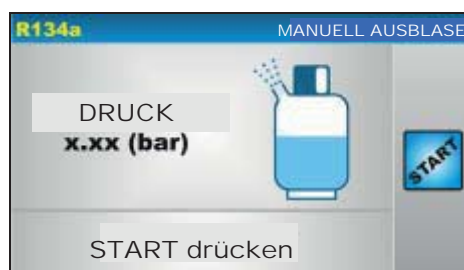 R134a
MANUELL AUSBLASE
DRUCK
x.xx (bar)
START
START drücken